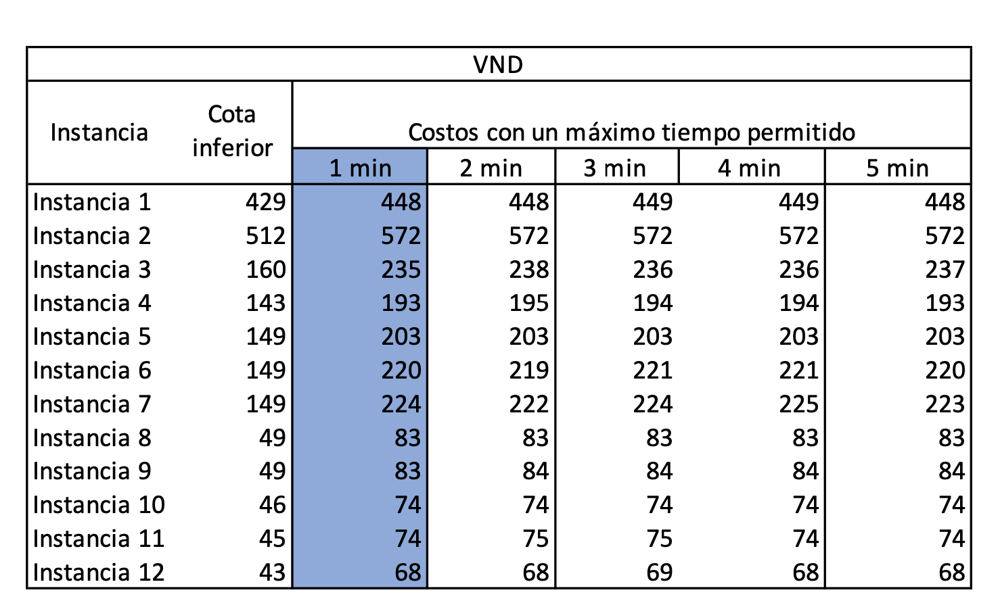 VND
Instancia Cota inferior Costos con un máximo tiempo permitido
1 min 2 min 3 min 4 min 5 min
Instancia 1 429 448 448 449 449 448
Instancia 2 512 572 572 572 572 572
Instancia 3 160 235 238 236 236 237
Instancia 4 143 193 195 194 194 193
Instancia 5 149 203 203 203 203 203
Instancia 6 149 220 219 221 221 220
Instancia 7 149 224 222 224 225 223
Instancia 8 49 83 83 83 83 83
Instancia 9 49 83 84 84 84 84
Instancia 10 46 74 74 74 74 74
Instancia 11 45 74 75 75 74 74
Instancia 12 43 68 68 69 68 68